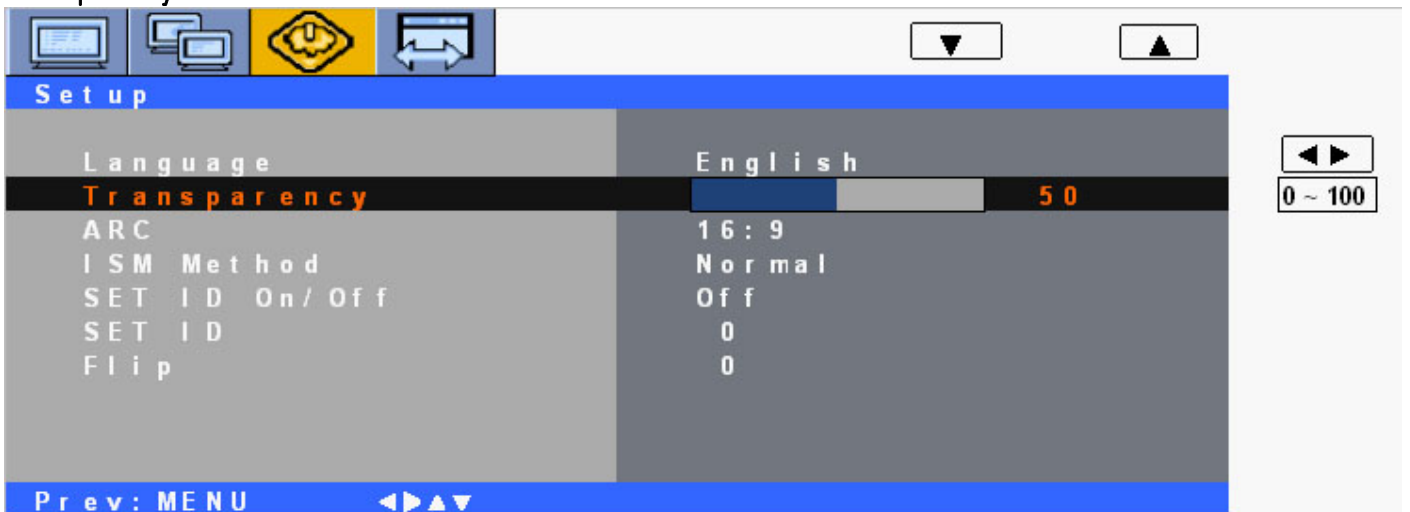 Setup
Language English
Transparency 50
0 ~ 100
ARC 16:9
ISM Method Normal
SET ID On/Off Off
SET ID 0
Flip 0
Prev:MENU ◀▶▲▼